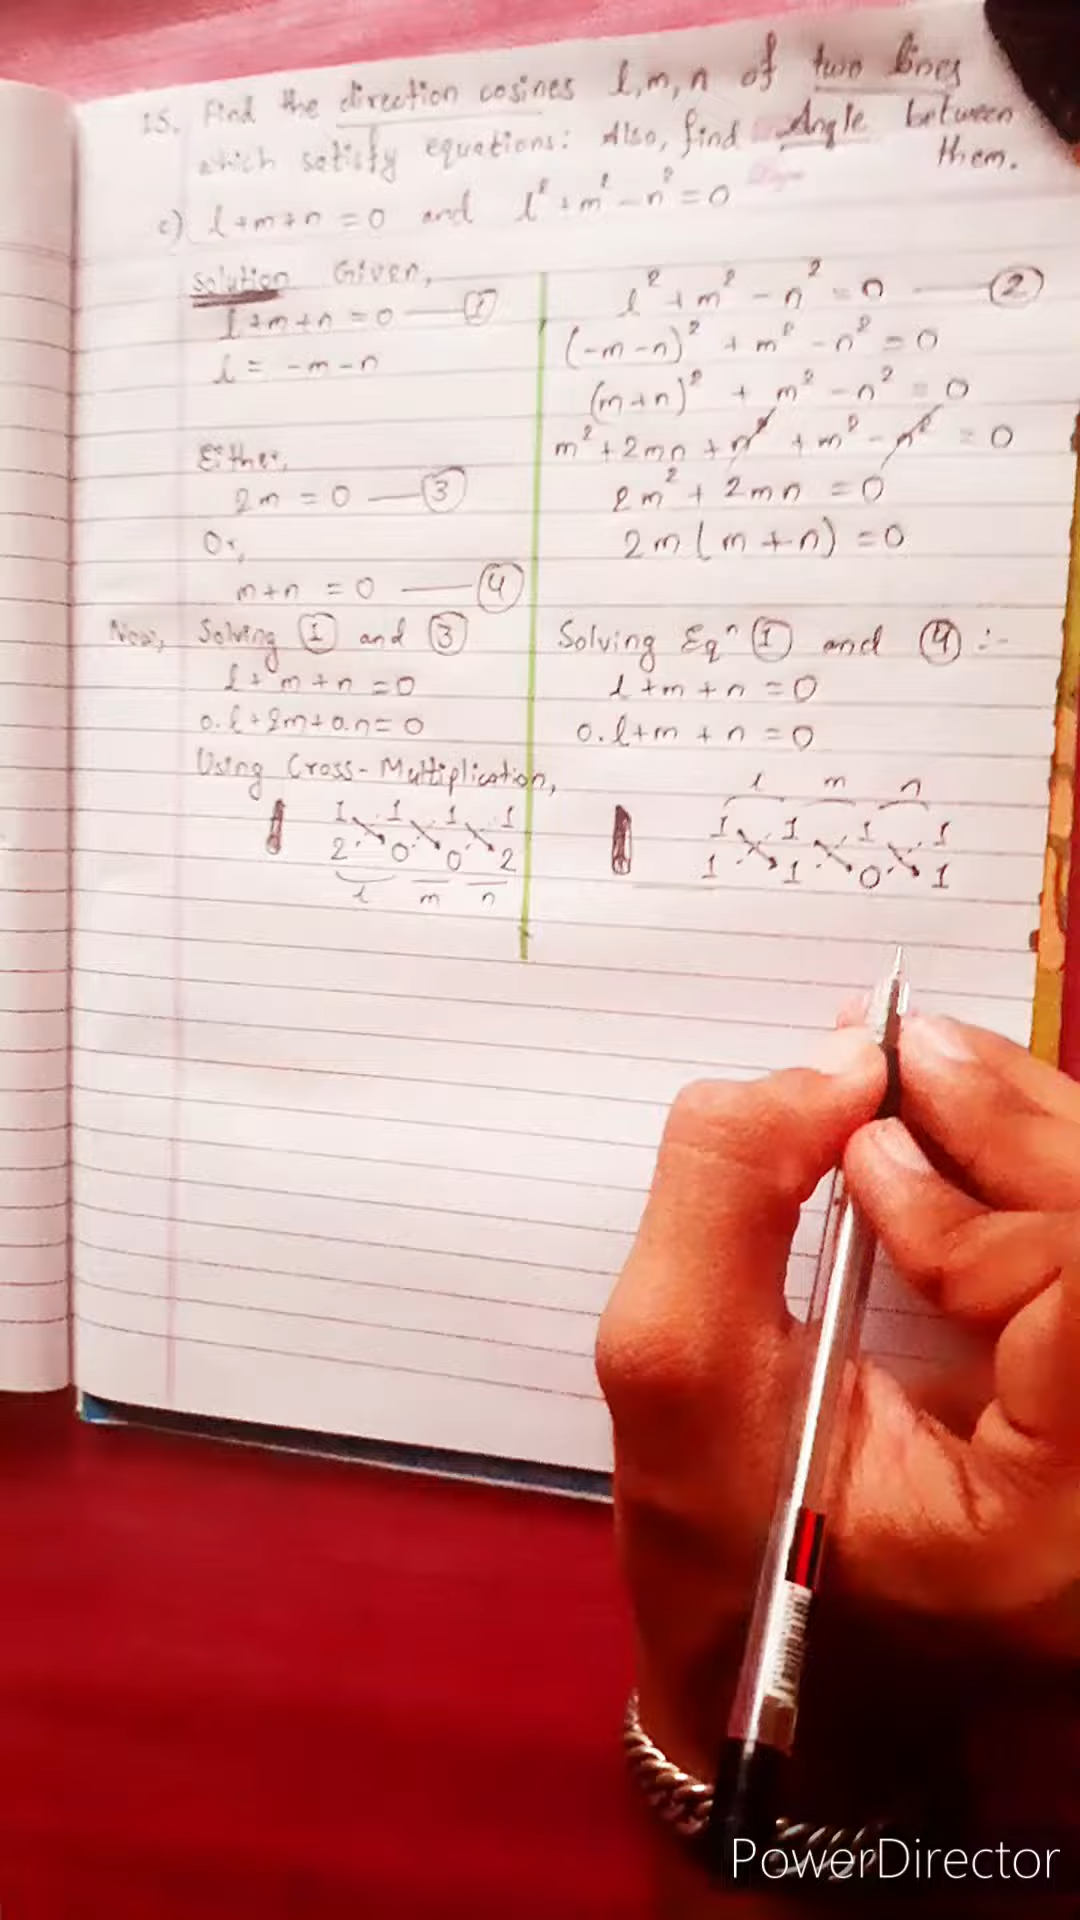 15. Find the direction cosines l,m,n of two lines
which satisfy equations: Also, find Angle between
them.
c) l+m+n=0 and l²+m²-n²=0
Solution Given,
l+m+n=0 ——①
l = -m-n
Either,
2m = 0 ——③
Or,
m+n = 0 ——④
l²+m²-n²=0 ——②
(-m-n)² + m² -n² = 0
(m+n)² + m² -n² = 0
m²+2mn+n² +m²-n² = 0
2m² + 2mn = 0
2m(m+n) = 0
Now, Solving ① and ③
l+m+n=0
0.l+2m+0.n=0
Using Cross-Multiplication,
1 1 1 1
2 0 0 2
l m n
Solving Eqⁿ ① and ④ :-
l+m+n=0
0.l+m+n=0
l m n
1 1 1 1
1 1 0 1
PowerDirector